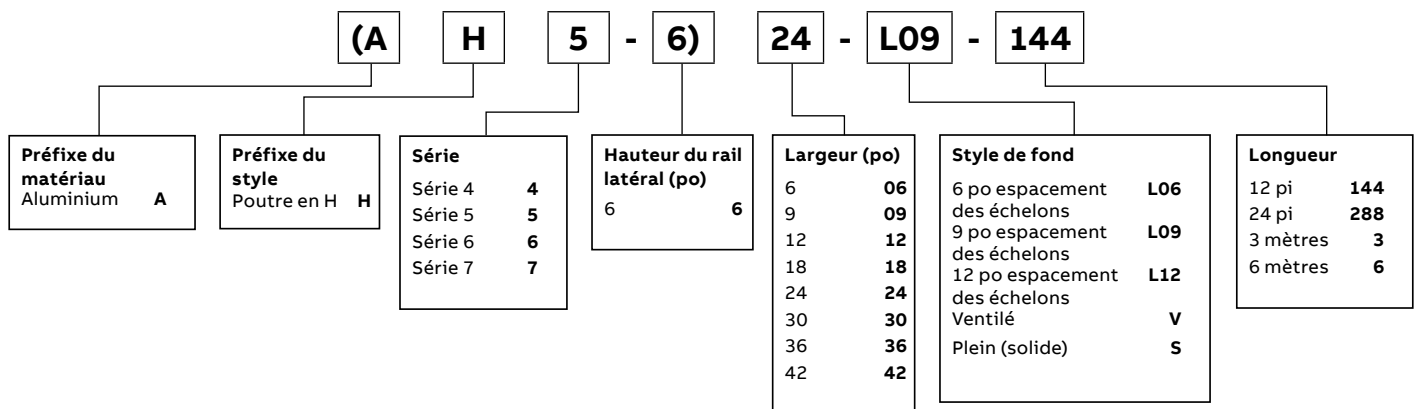 (A H 5 - 6) 24 - L09 - 144
Préfixe du
matériau
Aluminium A
Préfixe du
style
Poutre en H H
Série
Série 4 4
Série 5 5
Série 6 6
Série 7 7
Hauteur du rail
latéral (po)
6 6
Largeur (po)
6 06
9 09
12 12
18 18
24 24
30 30
36 36
42 42
Style de fond
6 po espacement L06
des échelons
9 po espacement L09
des échelons
12 po espacement L12
des échelons
Ventilé V
Plein (solide) S
Longueur
12 pi 144
24 pi 288
3 mètres 3
6 mètres 6